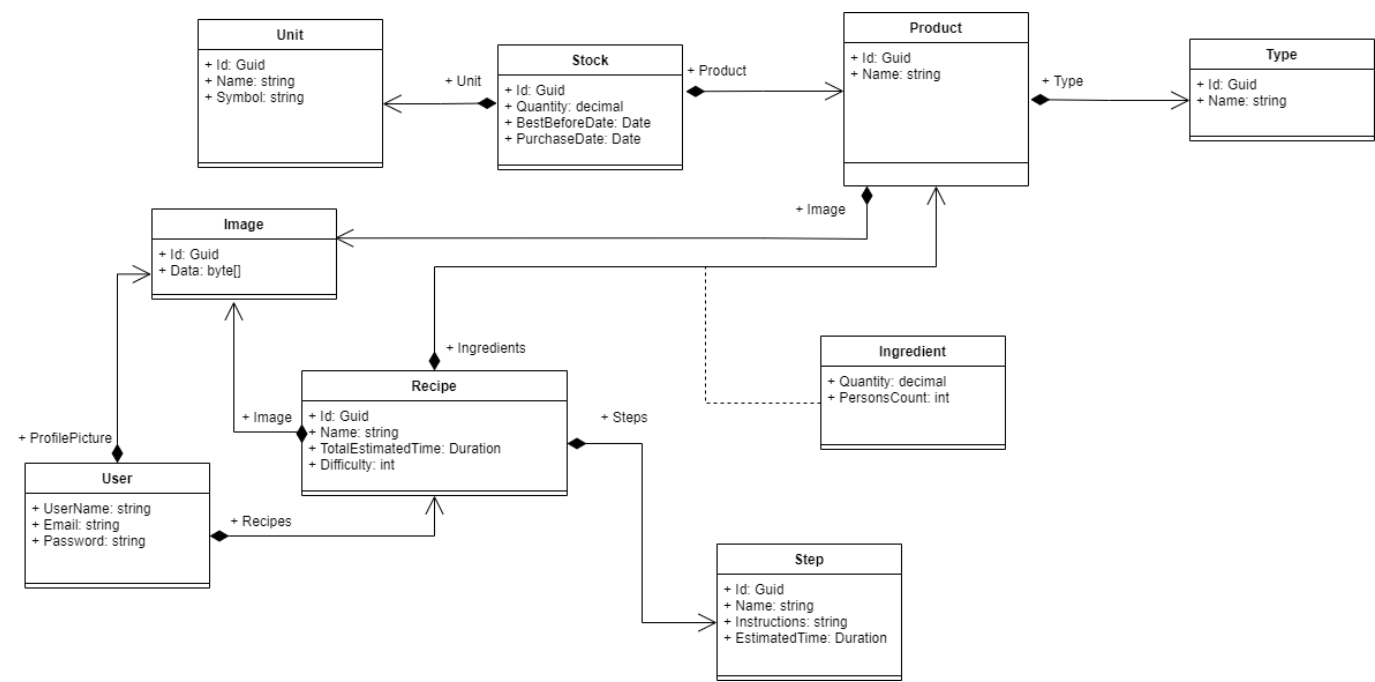 Unit
+ Id: Guid
+ Name: string
+ Symbol: string
+ Unit
Stock
+ Id: Guid
+ Quantity: decimal
+ BestBeforeDate: Date
+ PurchaseDate: Date
+ Product
Product
+ Id: Guid
+ Name: string
+ Type
Type
+ Id: Guid
+ Name: string
+ Image
Image
+ Id: Guid
+ Data: byte[]
+ Ingredients
Ingredient
+ Quantity: decimal
+ PersonsCount: int
Recipe
+ Id: Guid
+ Name: string
+ TotalEstimatedTime: Duration
+ Difficulty: int
+ Image
+ Steps
+ ProfilePicture
User
+ UserName: string
+ Email: string
+ Password: string
+ Recipes
Step
+ Id: Guid
+ Name: string
+ Instructions: string
+ EstimatedTime: Duration